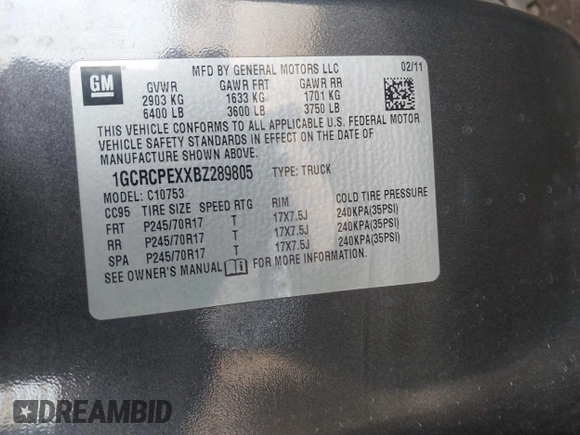 GM
MFD BY GENERAL MOTORS LLC 02/11
GVWR GAWR FRT GAWR RR
2903 KG 1633 KG 1701 KG
6400 LB 3600 LB 3750 LB
THIS VEHICLE CONFORMS TO ALL APPLICABLE U.S. FEDERAL MOTOR
VEHICLE SAFETY STANDARDS IN EFFECT ON THE DATE OF
MANUFACTURE SHOWN ABOVE.
1GCRCPEXXBZ289805 TYPE: TRUCK
MODEL: C10753
CC95 TIRE SIZE SPEED RTG RIM COLD TIRE PRESSURE
FRT P245/70R17 T 17X7.5J 240KPA(35PSI)
RR P245/70R17 T 17X7.5J 240KPA(35PSI)
SPA P245/70R17 T 17X7.5J 240KPA(35PSI)
SEE OWNER'S MANUAL i FOR MORE INFORMATION.
DREAMBID